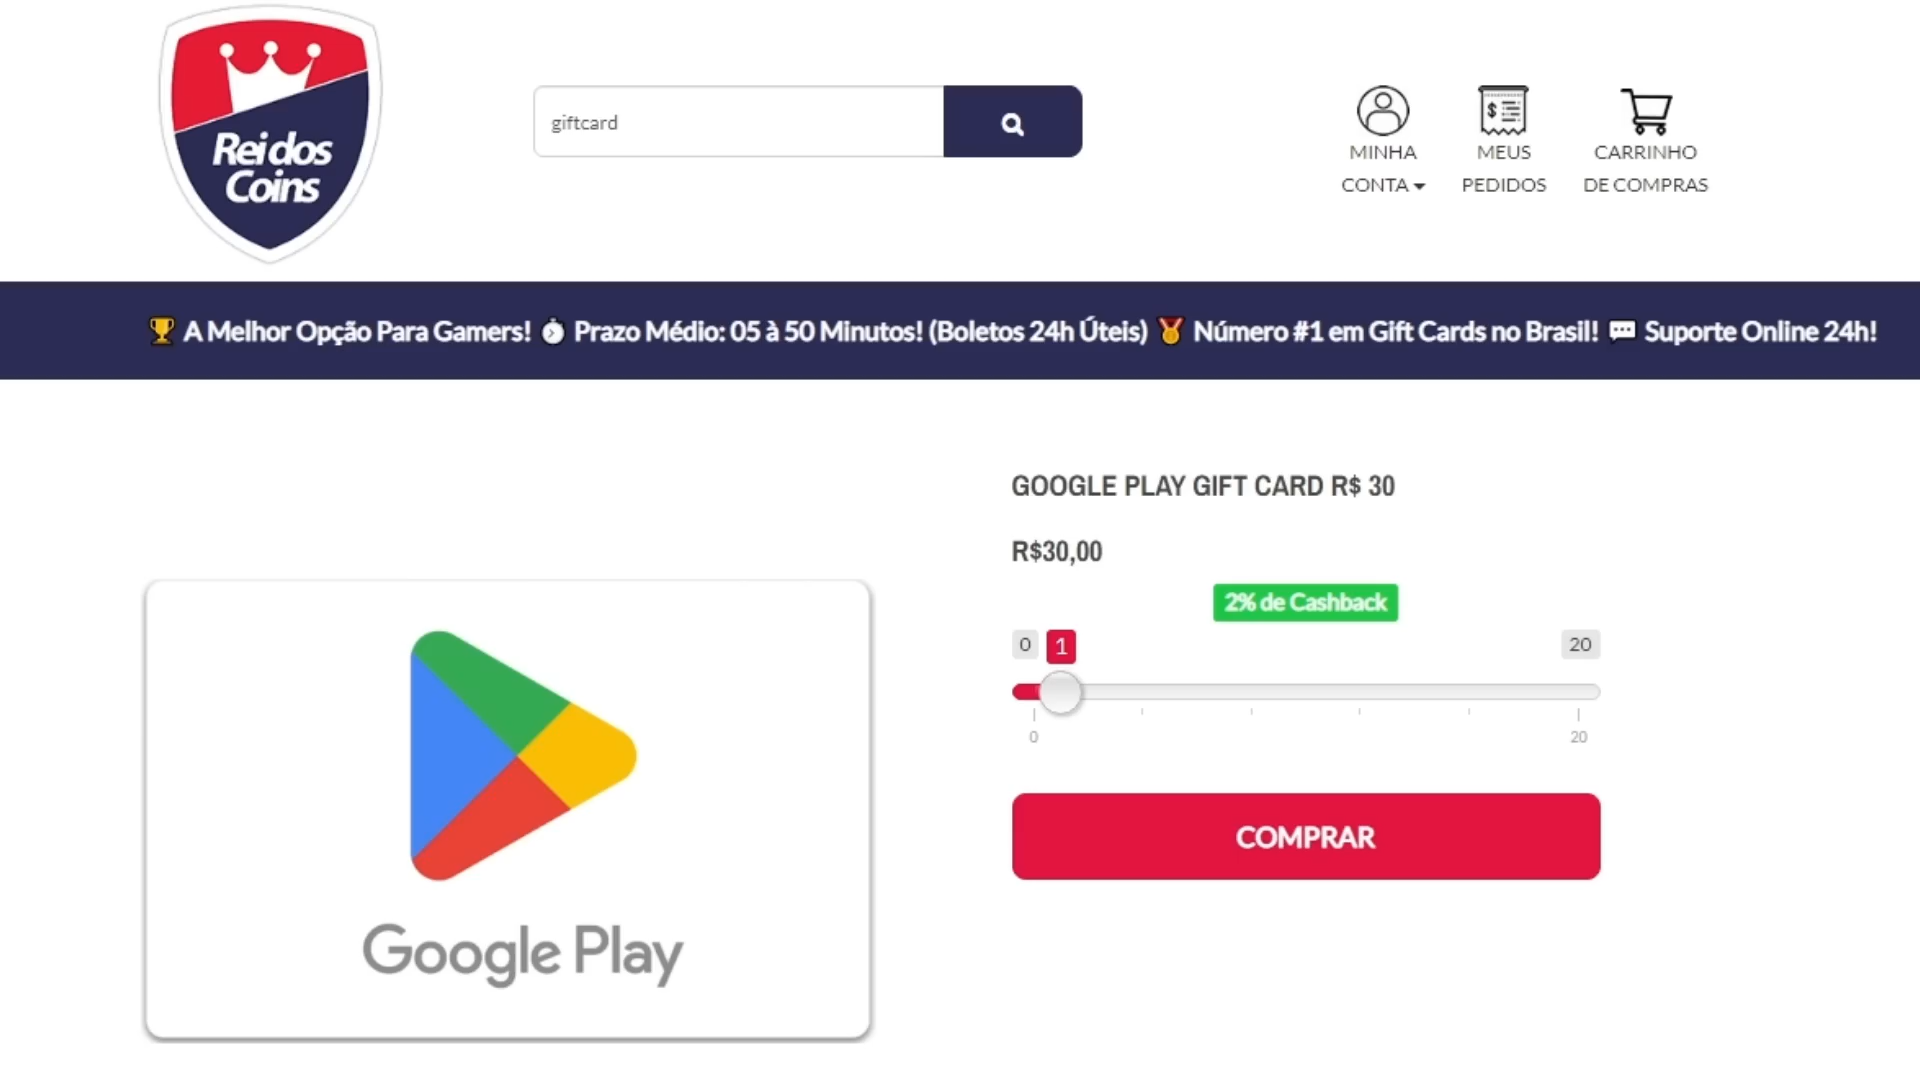 Rei dos
Coins
giftcard
MINHA
CONTA
MEUS
PEDIDOS
CARRINHO
DE COMPRAS
A Melhor Opção Para Gamers! Prazo Médio: 05 à 50 Minutos! (Boletos 24h Úteis) Número #1 em Gift Cards no Brasil! Suporte Online 24h!
GOOGLE PLAY GIFT CARD R$ 30
R$30,00
2% de Cashback
0 1 20
0 20
COMPRAR
Google Play